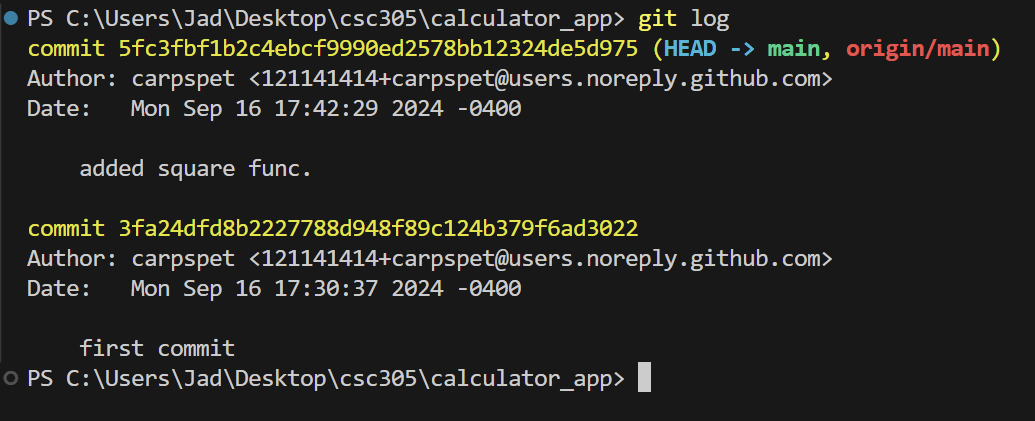 PS C:\Users\Jad\Desktop\csc305\calculator_app> git log
commit 5fc3fbf1b2c4ebcf9990ed2578bb12324de5d975 (HEAD -> main, origin/main)
Author: carpspet <121141414+carpspet@users.noreply.github.com>
Date:   Mon Sep 16 17:42:29 2024 -0400
added square func.
commit 3fa24dfd8b2227788d948f89c124b379f6ad3022
Author: carpspet <121141414+carpspet@users.noreply.github.com>
Date:   Mon Sep 16 17:30:37 2024 -0400
first commit
PS C:\Users\Jad\Desktop\csc305\calculator_app>